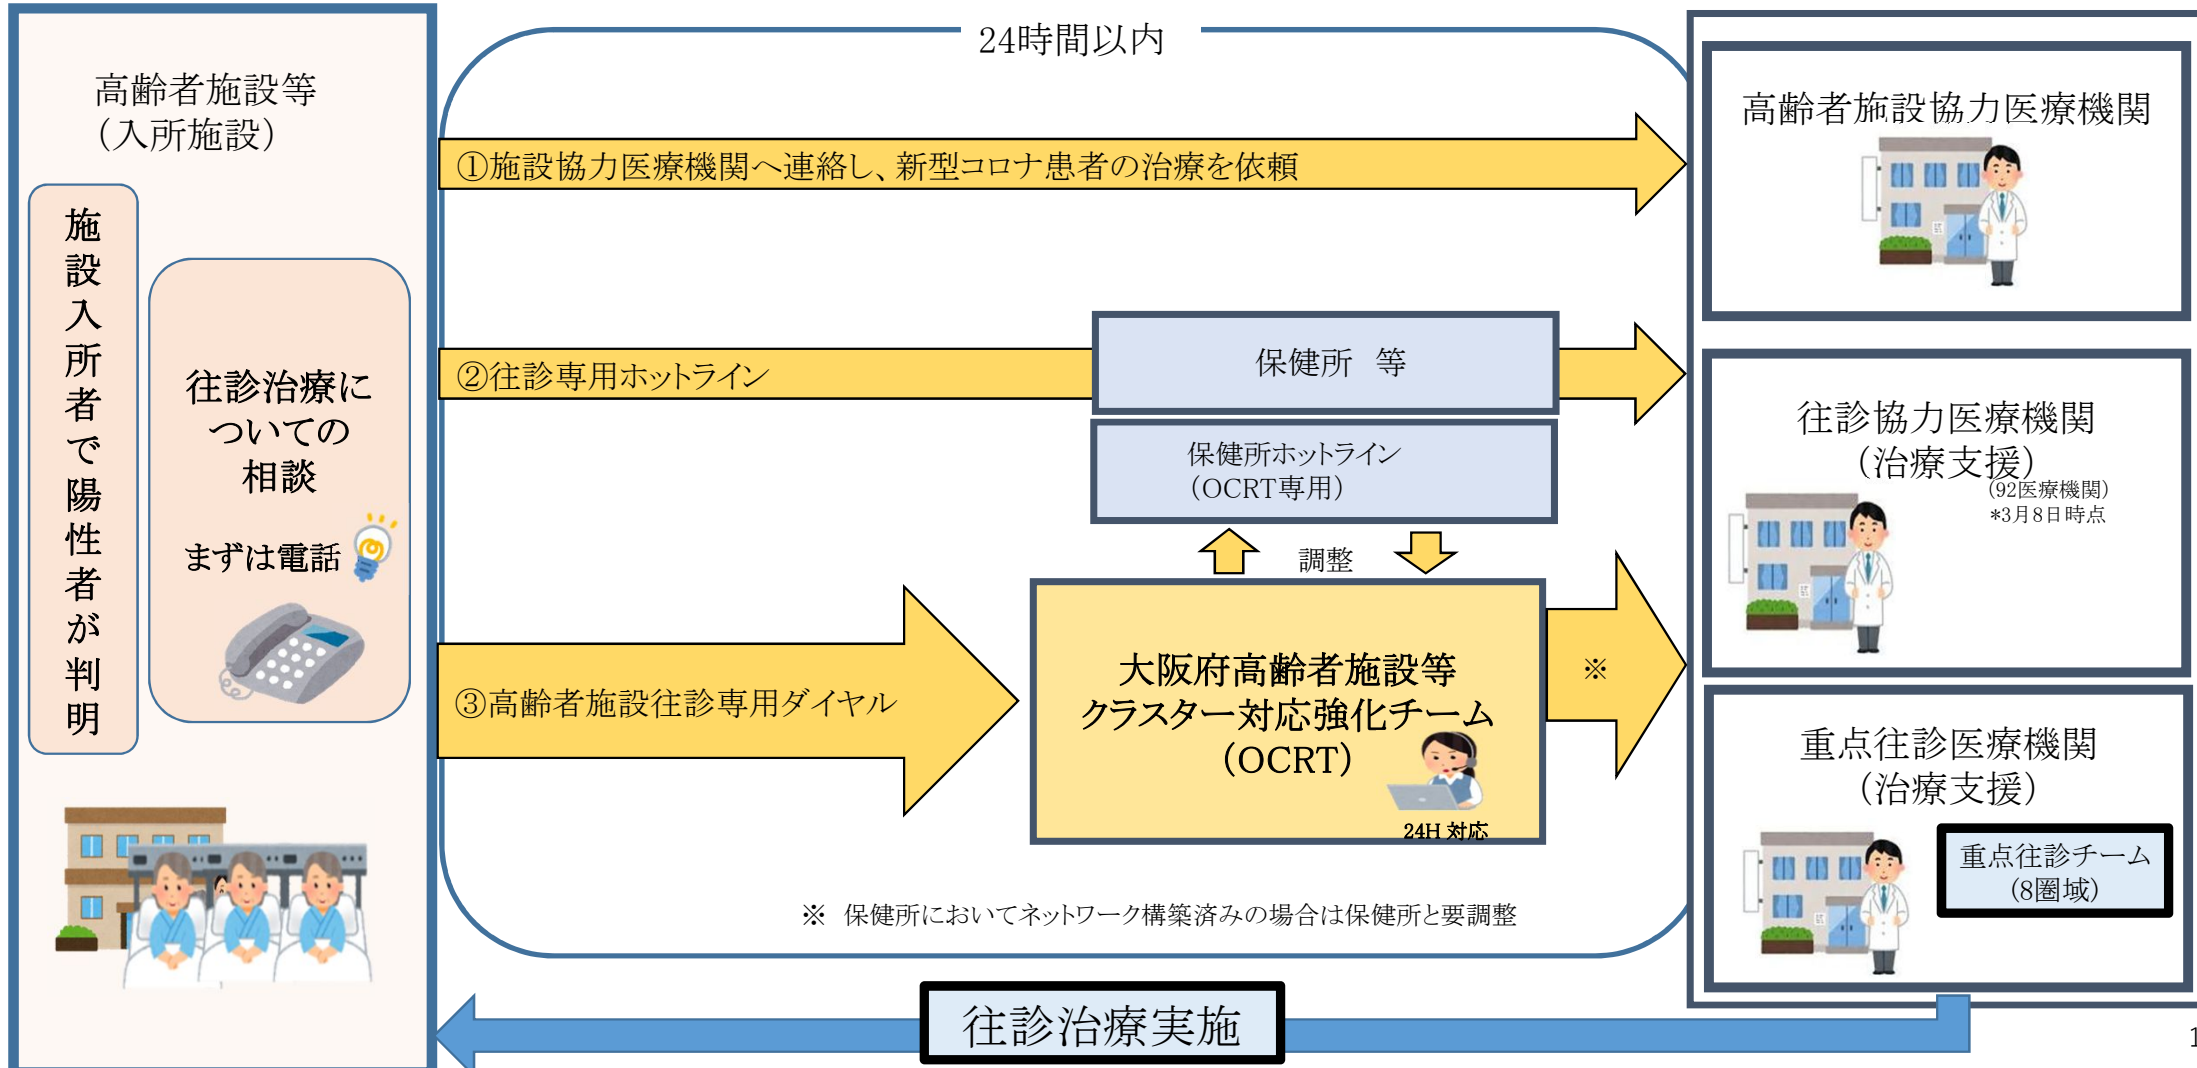 24時間以内
高齢者施設等
（入所施設）
施設入所者で陽性者が判明
往診治療に
ついての
相談
まずは電話
①施設協力医療機関へ連絡し、新型コロナ患者の治療を依頼
②往診専用ホットライン
保健所 等
保健所ホットライン
（OCRT専用）
調整
③高齢者施設往診専用ダイヤル
大阪府高齢者施設等
クラスター対応強化チーム
（OCRT）
24H 対応
※
※ 保健所においてネットワーク構築済みの場合は保健所と要調整
高齢者施設協力医療機関
往診協力医療機関
（治療支援）
（92医療機関）
*3月8日時点
重点往診医療機関
（治療支援）
重点往診チーム
(8圏域)
往診治療実施
1